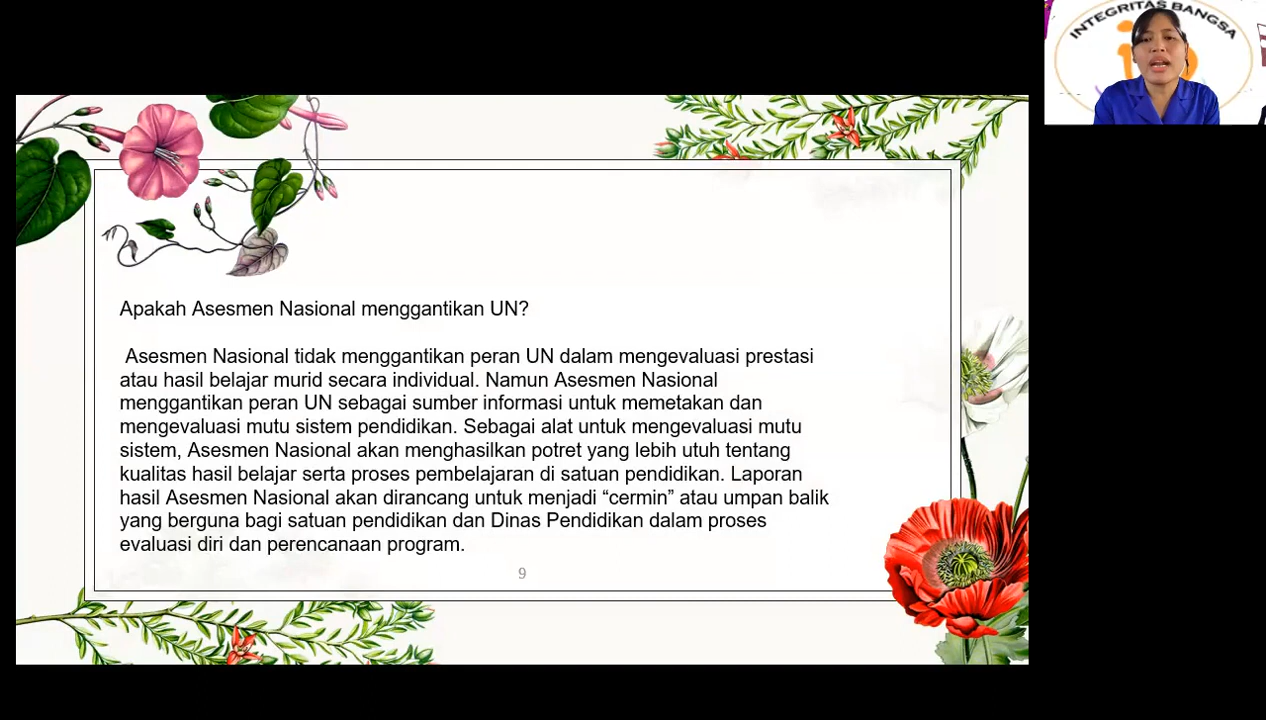 INTEGRITAS BANGSA
Apakah Asesmen Nasional menggantikan UN?
Asesmen Nasional tidak menggantikan peran UN dalam mengevaluasi prestasi
atau hasil belajar murid secara individual. Namun Asesmen Nasional
menggantikan peran UN sebagai sumber informasi untuk memetakan dan
mengevaluasi mutu sistem pendidikan. Sebagai alat untuk mengevaluasi mutu
sistem, Asesmen Nasional akan menghasilkan potret yang lebih utuh tentang
kualitas hasil belajar serta proses pembelajaran di satuan pendidikan. Laporan
hasil Asesmen Nasional akan dirancang untuk menjadi “cermin” atau umpan balik
yang berguna bagi satuan pendidikan dan Dinas Pendidikan dalam proses
evaluasi diri dan perencanaan program.
9